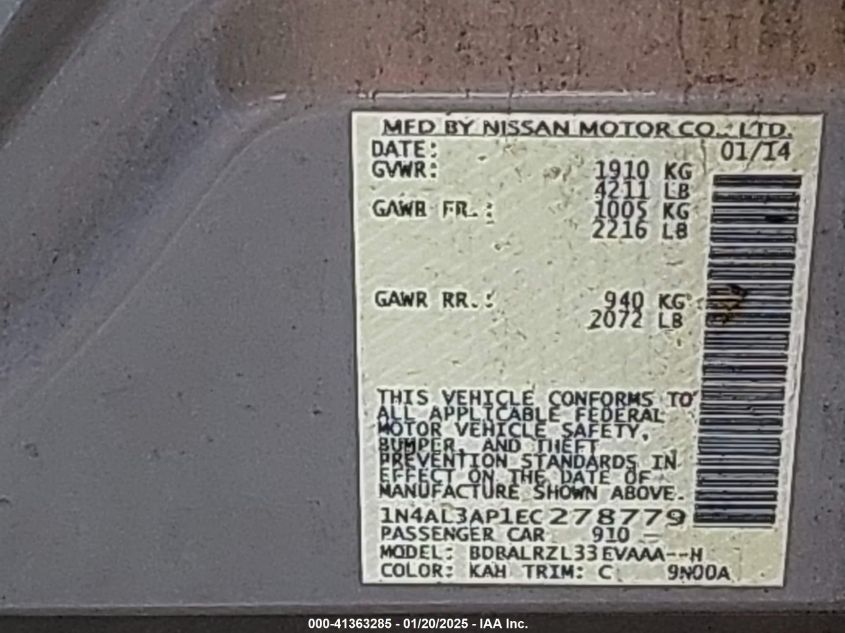 MFD BY NISSAN MOTOR CO., LTD.
DATE: 01/14
GVWR: 1910 KG
4211 LB
GAWR FR.: 1005 KG
2216 LB
GAWR RR.: 940 KG
2072 LB
THIS VEHICLE CONFORMS TO
ALL APPLICABLE FEDERAL
MOTOR VEHICLE SAFETY,
BUMPER, AND THEFT
PREVENTION STANDARDS IN
EFFECT ON THE DATE OF
MANUFACTURE SHOWN ABOVE.
1N4AL3AP1EC278779
PASSENGER CAR 910
MODEL: BDBALRZL33EVAAA--H
COLOR: KAH TRIM: C 9N00A
000-41363285 - 01/20/2025 - IAA Inc.